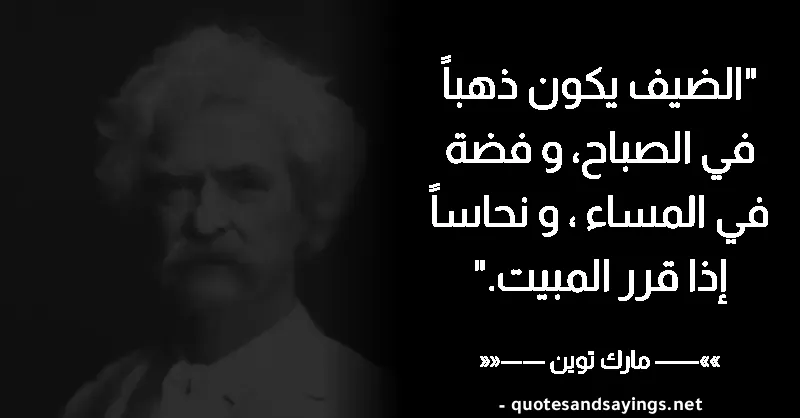 "الضيف يكون ذهباً
في الصباح، و فضة
في المساء ، و نحاساً
إذا قرر المبيت."
»»—— مارك توين ——««
- quotesandsayings.net